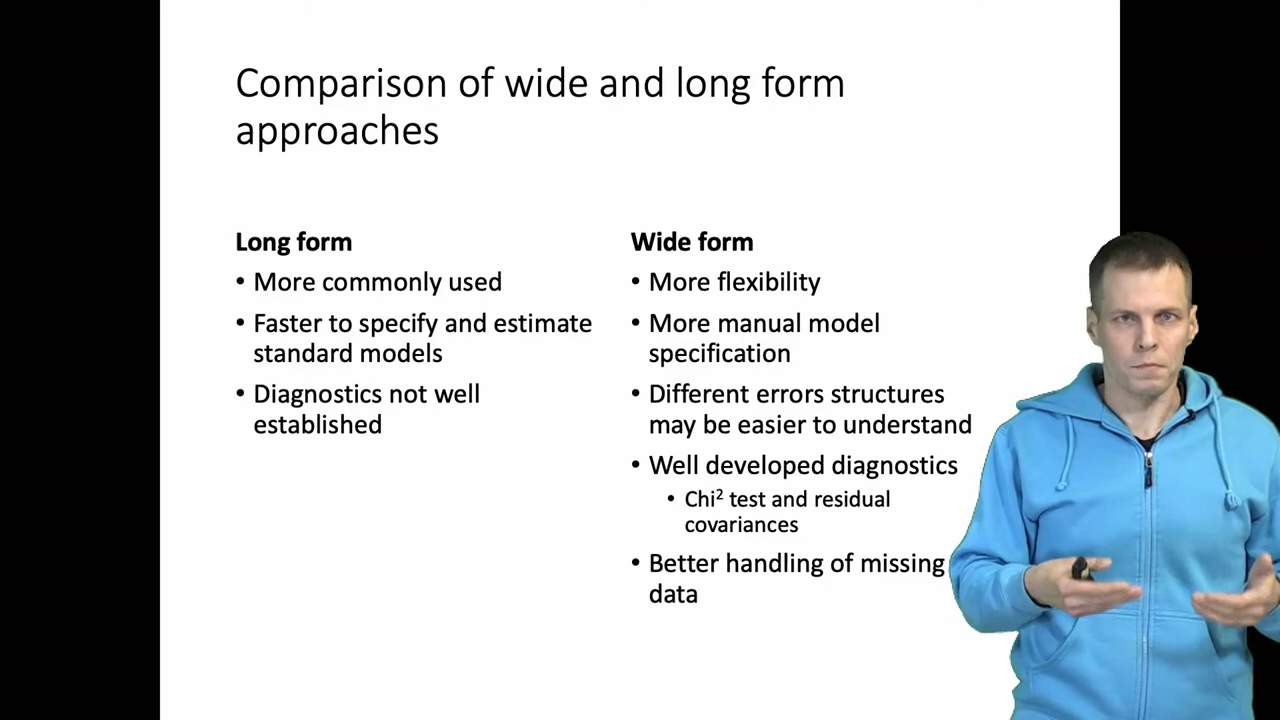 Comparison of wide and long form
approaches
Long form
• More commonly used
• Faster to specify and estimate
standard models
• Diagnostics not well
established
Wide form
• More flexibility
• More manual model
specification
• Different errors structures
may be easier to understand
• Well developed diagnostics
• Chi² test and residual
covariances
• Better handling of missing
data